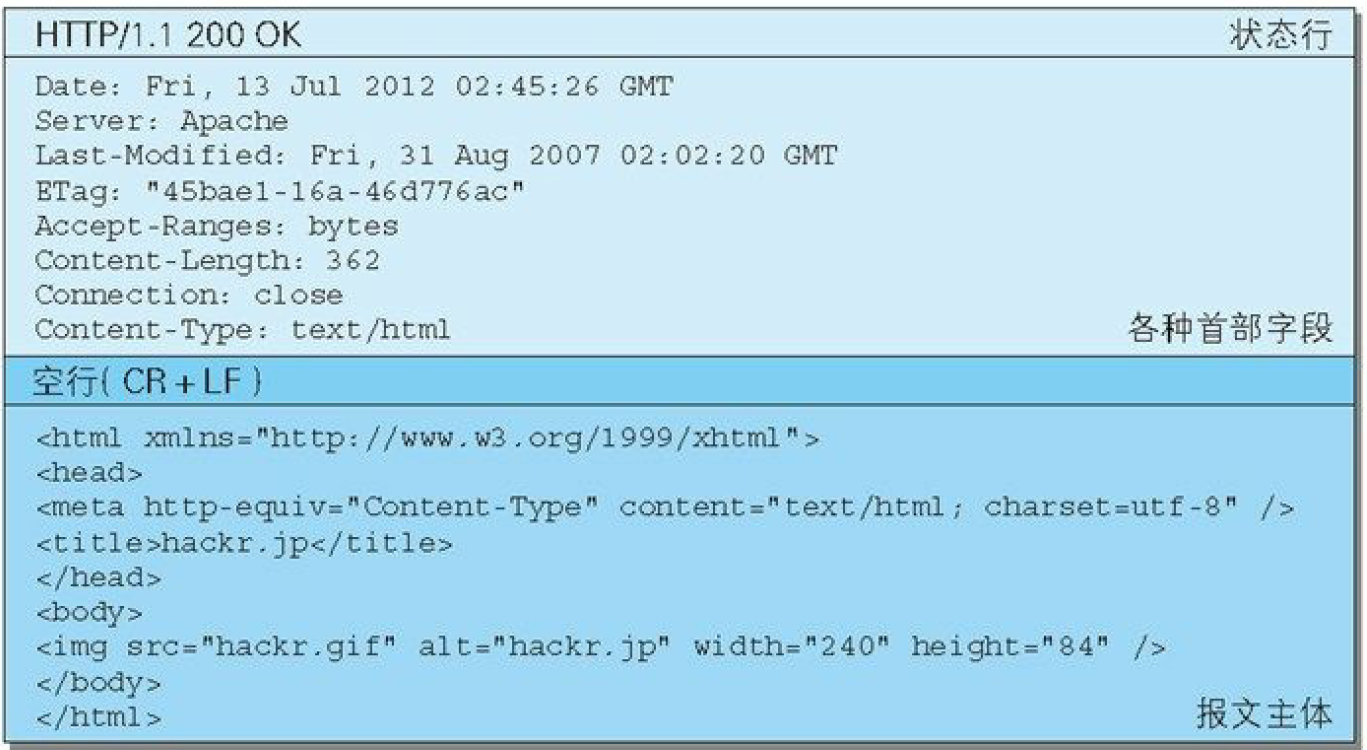 HTTP/1.1 200 OK 状态行
Date: Fri, 13 Jul 2012 02:45:26 GMT
Server: Apache
Last-Modified: Fri, 31 Aug 2007 02:02:20 GMT
ETag: "45bae1-16a-46d776ac"
Accept-Ranges: bytes
Content-Length: 362
Connection: close
Content-Type: text/html 各种首部字段
空行( CR + LF )
<html xmlns="http://www.w3.org/1999/xhtml">
<head>
<meta http-equiv="Content-Type" content="text/html; charset=utf-8" />
<title>hackr.jp</title>
</head>
<body>
<img src="hackr.gif" alt="hackr.jp" width="240" height="84" />
</body>
</html> 报文主体